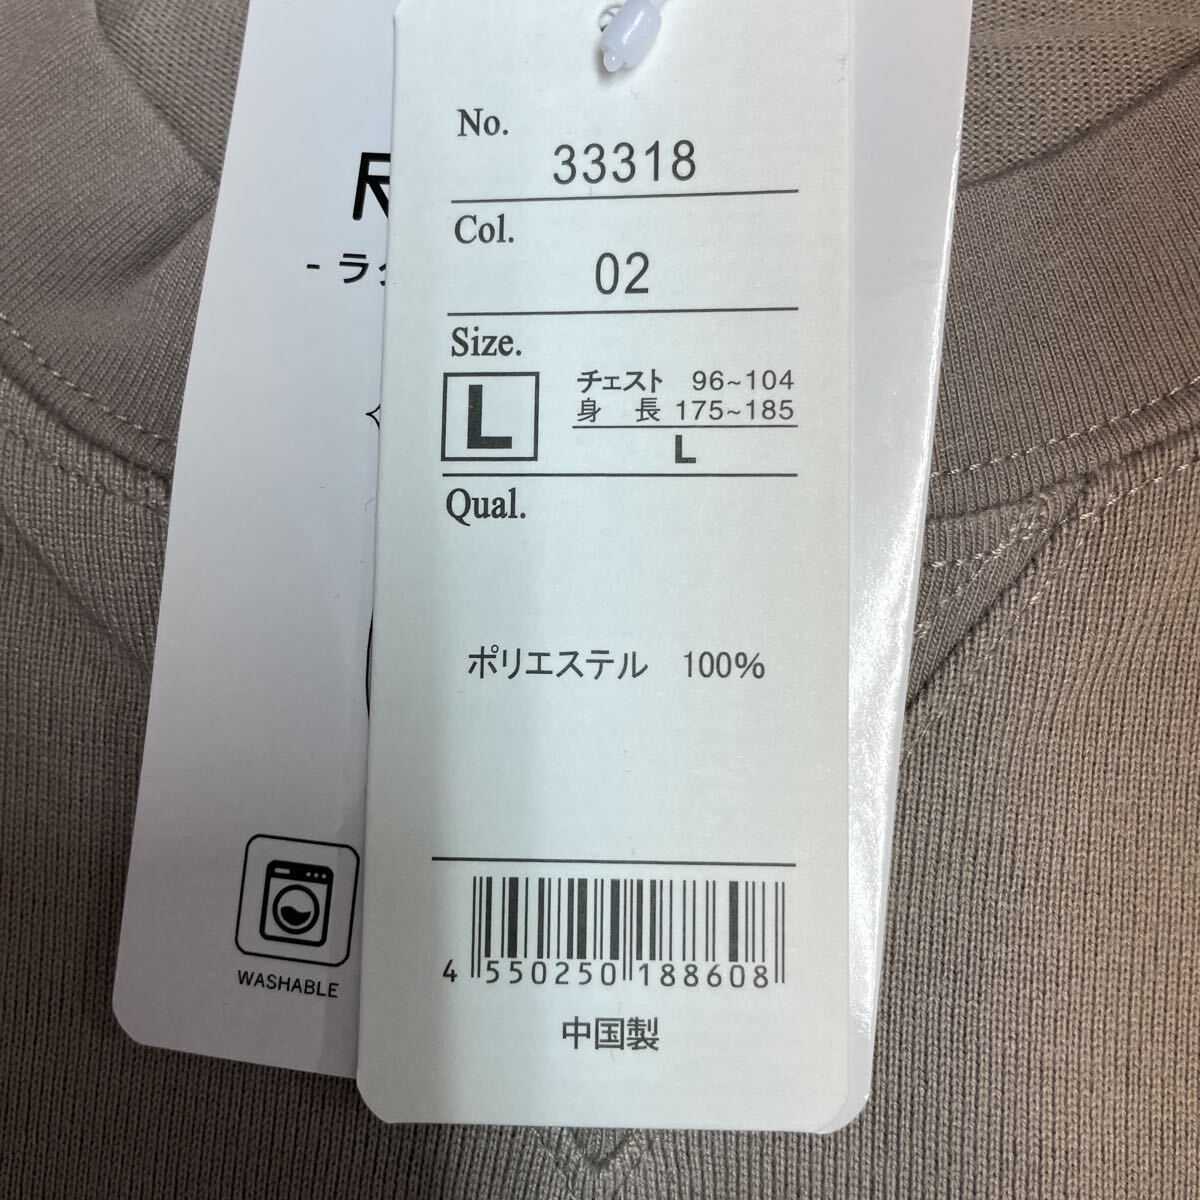 No.
33318
Col.
02
Size.
L
チェスト 96~104
身 長 175~185
L
Qual.
ポリエステル 100%
4 550250 188608
中国製
WASHABLE